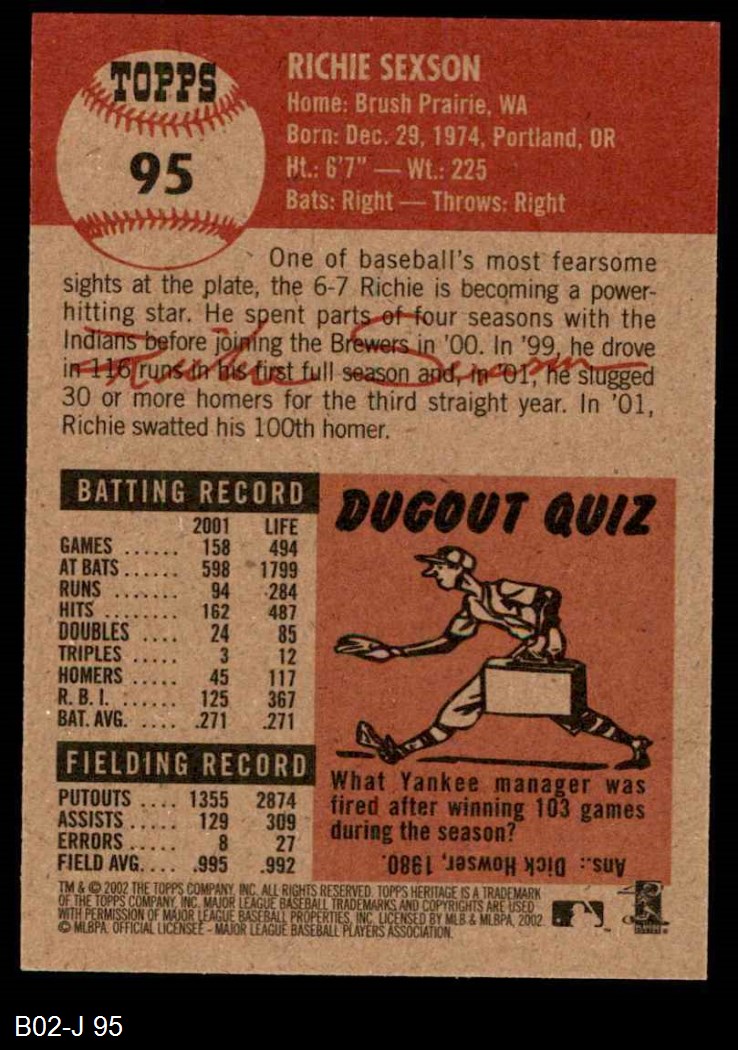 TOPPS
95
RICHIE SEXSON
Home: Brush Prairie, WA
Born: Dec. 29, 1974, Portland, OR
Ht.: 6'7" — Wt.: 225
Bats: Right — Throws: Right
One of baseball's most fearsome
sights at the plate, the 6-7 Richie is becoming a power-
hitting star. He spent parts of four seasons with the
Indians before joining the Brewers in '00. In '99, he drove
in 116 runs in his first full season and, in '01, he slugged
30 or more homers for the third straight year. In '01,
Richie swatted his 100th homer.
Richie Sexson
BATTING RECORD
2001 LIFE
GAMES ...... 158 494
AT BATS ...... 598 1799
RUNS ....... 94 284
HITS ........ 162 487
DOUBLES .... 24 85
TRIPLES .... 3 12
HOMERS .... 45 117
R. B. I. ...... 125 367
BAT. AVG. .... .271 .271
FIELDING RECORD
PUTOUTS .... 1355 2874
ASSISTS ..... 129 309
ERRORS ..... 8 27
FIELD AVG. ... .995 .992
DUGOUT QUIZ
What Yankee manager was
fired after winning 103 games
during the season?
Ans.: Dick Howser, 1980.
TM & © 2002 THE TOPPS COMPANY, INC. ALL RIGHTS RESERVED. TOPPS HERITAGE IS A TRADEMARK
OF THE TOPPS COMPANY, INC. MAJOR LEAGUE BASEBALL TRADEMARKS AND COPYRIGHTS ARE USED
WITH PERMISSION OF MAJOR LEAGUE BASEBALL PROPERTIES, INC. LICENSED BY MLB & MLBPA, 2002
© MLBPA. OFFICIAL LICENSEE - MAJOR LEAGUE BASEBALL PLAYERS ASSOCIATION.
B02-J 95